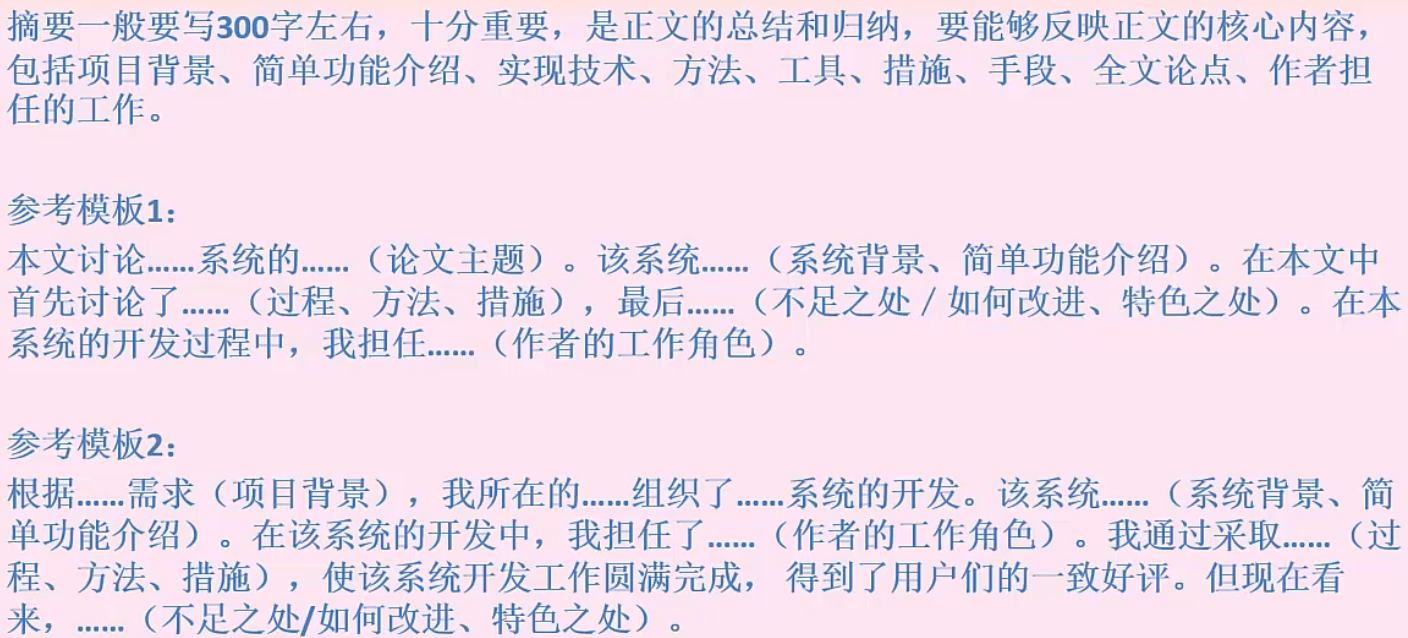 摘要一般要写300字左右，十分重要，是正文的总结和归纳，要能够反映正文的核心内容，
包括项目背景、简单功能介绍、实现技术、方法、工具、措施、手段、全文论点、作者担
任的工作。
参考模板1：
本文讨论……系统的……（论文主题）。该系统……（系统背景、简单功能介绍）。在本文中
首先讨论了……（过程、方法、措施），最后……（不足之处／如何改进、特色之处）。在本
系统的开发过程中，我担任……（作者的工作角色）。
参考模板2：
根据……需求（项目背景），我所在的……组织了……系统的开发。该系统……（系统背景、简
单功能介绍）。在该系统的开发中，我担任了……（作者的工作角色）。我通过采取……（过
程、方法、措施），使该系统开发工作圆满完成， 得到了用户们的一致好评。但现在看
来，……（不足之处/如何改进、特色之处）。